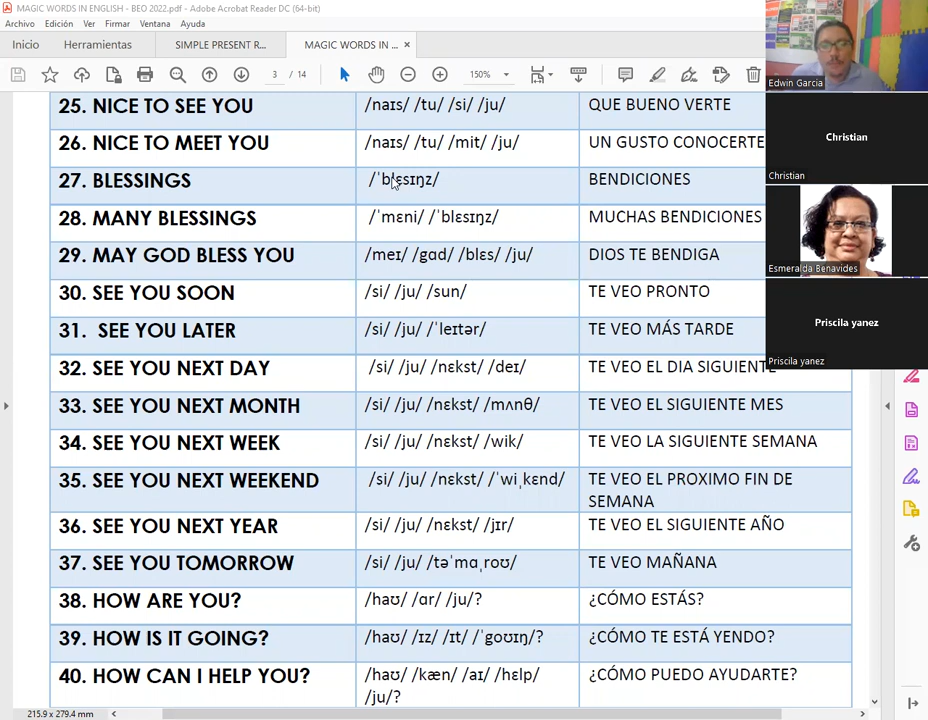 MAGIC WORDS IN ENGLISH - BEO 2022.pdf - Adobe Acrobat Reader DC (64-bit)
Archivo Edición Ver Firmar Ventana Ayuda
Inicio Herramientas SIMPLE PRESENT R... MAGIC WORDS IN ... ×
3 / 14 150%
25. NICE TO SEE YOU /naɪs/ /tu/ /si/ /ju/ QUE BUENO VERTE
26. NICE TO MEET YOU /naɪs/ /tu/ /mit/ /ju/ UN GUSTO CONOCERTE
27. BLESSINGS /ˈblɛsɪŋz/ BENDICIONES
28. MANY BLESSINGS /ˈmɛni/ /ˈblɛsɪŋz/ MUCHAS BENDICIONES
29. MAY GOD BLESS YOU /meɪ/ /gɑd/ /blɛs/ /ju/ DIOS TE BENDIGA
30. SEE YOU SOON /si/ /ju/ /sun/ TE VEO PRONTO
31. SEE YOU LATER /si/ /ju/ /ˈleɪtər/ TE VEO MÁS TARDE
32. SEE YOU NEXT DAY /si/ /ju/ /nɛkst/ /deɪ/ TE VEO EL DIA SIGUIENTE
33. SEE YOU NEXT MONTH /si/ /ju/ /nɛkst/ /mʌnθ/ TE VEO EL SIGUIENTE MES
34. SEE YOU NEXT WEEK /si/ /ju/ /nɛkst/ /wik/ TE VEO LA SIGUIENTE SEMANA
35. SEE YOU NEXT WEEKEND /si/ /ju/ /nɛkst/ /ˈwiˌkɛnd/ TE VEO EL PROXIMO FIN DE
SEMANA
36. SEE YOU NEXT YEAR /si/ /ju/ /nɛkst/ /jɪr/ TE VEO EL SIGUIENTE AÑO
37. SEE YOU TOMORROW /si/ /ju/ /təˈmɑˌroʊ/ TE VEO MAÑANA
38. HOW ARE YOU? /haʊ/ /ɑr/ /ju/? ¿CÓMO ESTÁS?
39. HOW IS IT GOING? /haʊ/ /ɪz/ /ɪt/ /ˈgoʊɪŋ/? ¿CÓMO TE ESTÁ YENDO?
40. HOW CAN I HELP YOU? /haʊ/ /kæn/ /aɪ/ /hɛlp/ ¿CÓMO PUEDO AYUDARTE?
/ju/?
215.9 x 279.4 mm
Edwin Garcia
Christian
Christian
Esmeralda Benavides
Priscila yanez
Priscila yanez